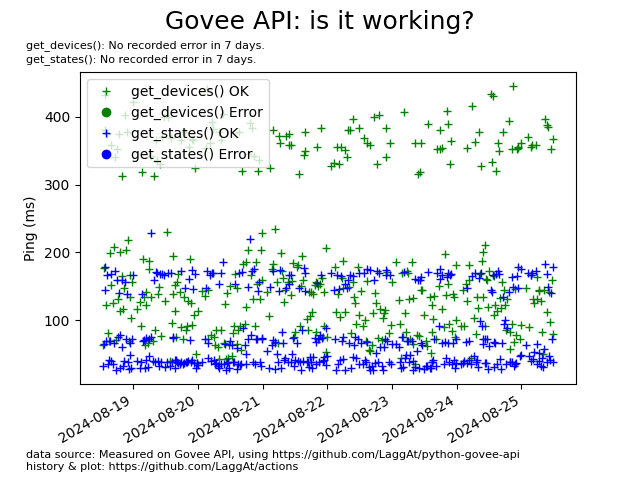 Govee API: is it working?
get_devices(): No recorded error in 7 days.
get_states(): No recorded error in 7 days.
get_devices() OK
get_devices() Error
get_states() OK
get_states() Error
Ping (ms)
400
300
200
100
2024-08-19
2024-08-20
2024-08-21
2024-08-22
2024-08-23
2024-08-24
2024-08-25
data source: Measured on Govee API, using https://github.com/LaggAt/python-govee-api
history & plot: https://github.com/LaggAt/actions